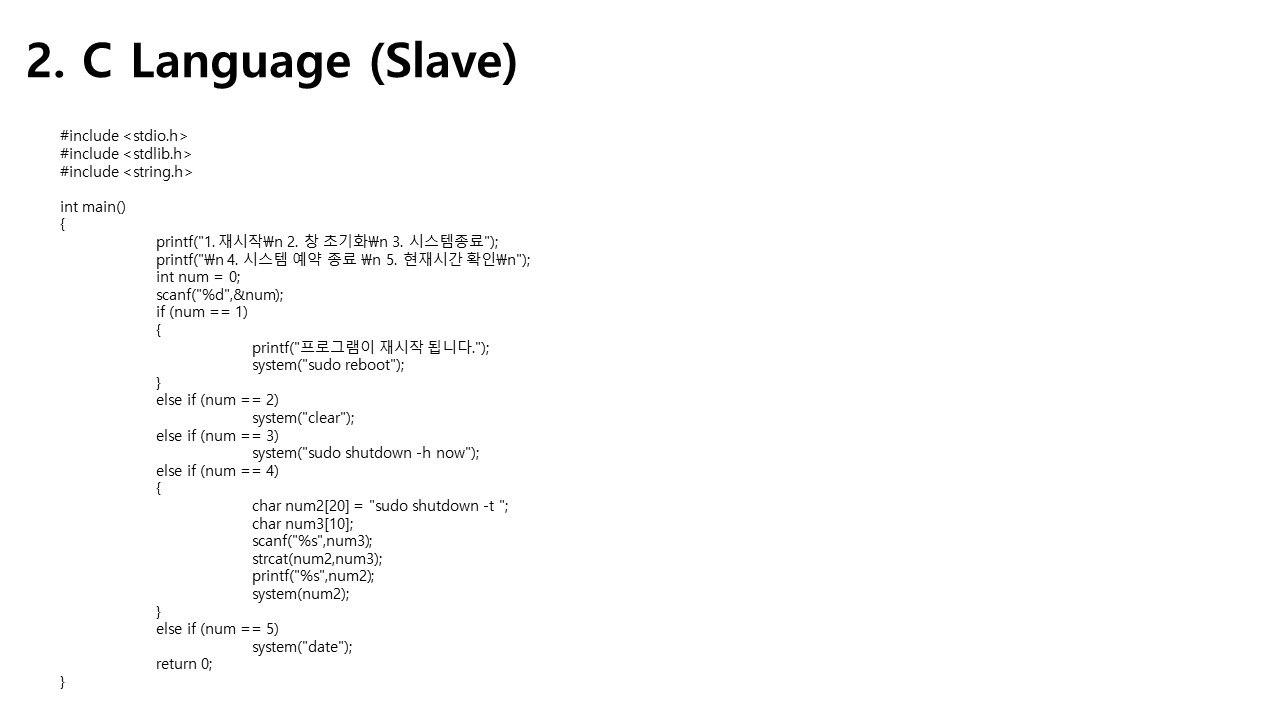 2. C Language (Slave)
#include <stdio.h>
#include <stdlib.h>
#include <string.h>
int main()
{
printf("1. 재시작₩n 2. 창 초기화₩n 3. 시스템종료");
printf("₩n 4. 시스템 예약 종료 ₩n 5. 현재시간 확인₩n");
int num = 0;
scanf("%d",&num);
if (num == 1)
{
printf("프로그램이 재시작 됩니다.");
system("sudo reboot");
}
else if (num == 2)
system("clear");
else if (num == 3)
system("sudo shutdown -h now");
else if (num == 4)
{
char num2[20] = "sudo shutdown -t ";
char num3[10];
scanf("%s",num3);
strcat(num2,num3);
printf("%s",num2);
system(num2);
}
else if (num == 5)
system("date");
return 0;
}